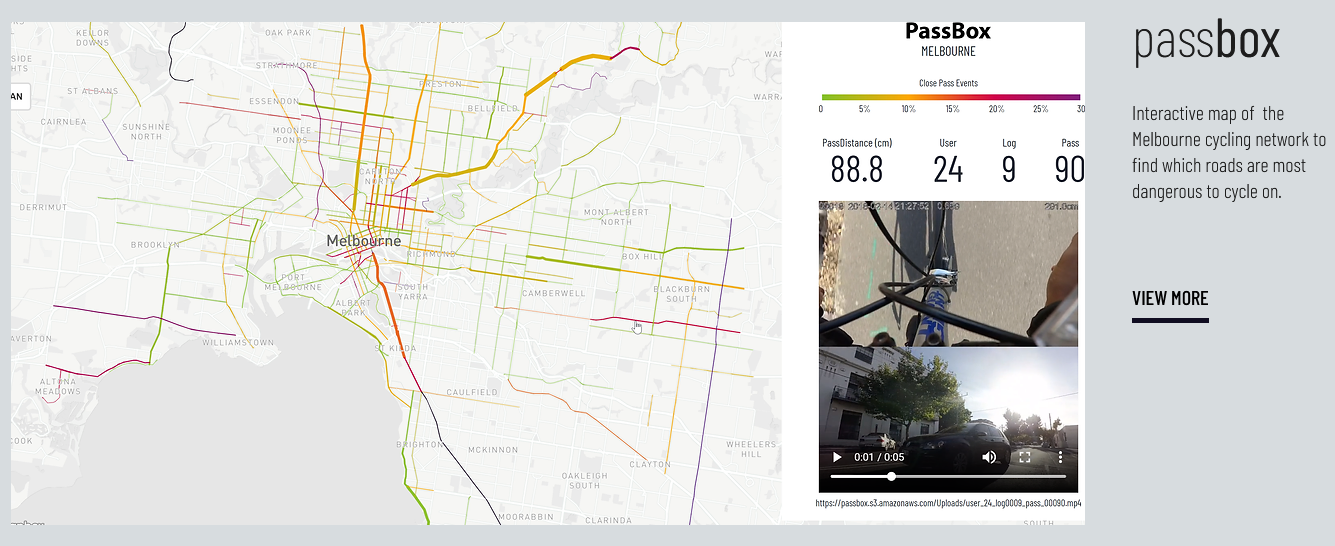 KEILOR
DOWNS
OAK PARK
STRATHMORE
PRESTON
ST ALBANS
AN
ESSENDON
BELLFIELD
CAIRNLEA
SUNSHINE
NORTH
MOONEE
PONDS
CARLTON
NORTH
DERRIMUT
MONT ALBERT
NORTH
Melbourne
BROOKLYN
RICHMOND
BOX HILL
PORT
MELBOURNE
SOUTH
YARRA
CAMBERWELL
BLACKBURN
SOUTH
ALBERT
PARK
AVERTON
WILLIAMSTOWN
ST KILDA
ALTONA
MEADOWS
CAULFIELD
COOK
BRIGHTON
MCKINNON
WHEELERS
HILL
CLAYTON
OAKLEIGH
SOUTH
MOORABBIN
CLARINDA
SOUTH
PassBox
MELBOURNE
Close Pass Events
0 5% 10% 15% 20% 25% 30
PassDistance (cm) User Log Pass
88.8 24 9 90
0:01 / 0:05
https://passbox.s3.amazonaws.com/Uploads/user_24_log0009_pass_00090.mp4
passbox
Interactive map of the
Melbourne cycling network to
find which roads are most
dangerous to cycle on.
VIEW MORE